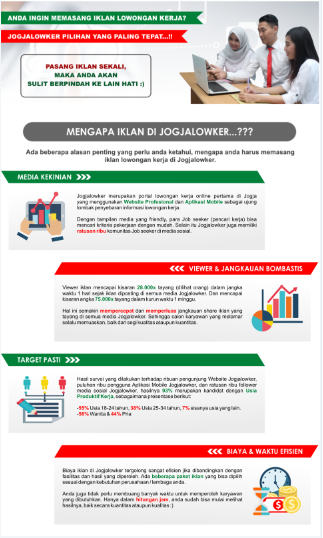 ANDA INGIN MEMASANG IKLAN LOWONGAN KERJA?
JOGJALOWKER PILIHAN YANG PALING TEPAT...!!
PASANG IKLAN SEKALI,
MAKA ANDA AKAN
SULIT BERPINDAH KE LAIN HATI :)
MENGAPA IKLAN DI JOGJALOWKER...???
Ada beberapa alasan penting yang perlu anda ketahui, mengapa anda harus memasang
iklan lowongan kerja di Jogjalowker.
MEDIA KEKINIAN
Jogjalowker merupakan portal lowongan kerja online pertama di Jogja
yang menggunakan Website Profesional dan Aplikasi Mobile sebagai ujung
tombak penyebaran informasi lowongan kerja.
Dengan tampilan media yang friendly, para Job seeker (pencari kerja) bisa
mencari kriteria pekerjaan dengan mudah. Selain itu Jogjalowker juga memiliki
ratusan ribu komunitas Job seeker di media sosial.
VIEWER & JANGKAUAN BOMBASTIS
Viewer iklan mencapai kisaran 28.000x tayang (dilihat orang) dalam jangka
waktu 1 hari sejak iklan diposting di semua media Jogjalowker. Dan mencapai
kisaran angka 75.000x tayang dalam kurun waktu 1 minggu.
Hal ini semakin mempercepat dan memperluas jangkauan share iklan yang
tayang di semua media Jogjalowker. Sehingga calon karyawan yang melamar
selalu memuaskan, baik dari segi kualitas ataupun kuantitas.
TARGET PASTI
Hasil survei yang dilakukan terhadap ribuan pengunjung Website Jogjalowker,
puluhan ribu pengguna Aplikasi Mobile Jogjalowker, dan ratusan ribu follower
media sosial Jogjalowker, hasilnya 93% merupakan kandidat dengan Usia
Produktif Kerja, sebagaimana presentase berikut:
-55% Usia 18-24 tahun, 38% Usia 25-34 tahun, 7% sisanya usia yang lain.
-56% Wanita & 44% Pria
BIAYA & WAKTU EFISIEN
Biaya iklan di Jogjalowker tergolong sangat efisien jika dibandingkan dengan
fasilitas dan hasil yang diperoleh. Ada beberapa paket iklan yang bisa dipilih
sesuai dengan kebutuhan perusahaan / lembaga anda.
Anda juga tidak perlu membuang banyak waktu untuk memperoleh karyawan
yang dibutuhkan. Hanya dalam hitungan jam, anda sudah bisa mulai melihat
hasilnya, baik secara kuantitas ataupun kualitas :)